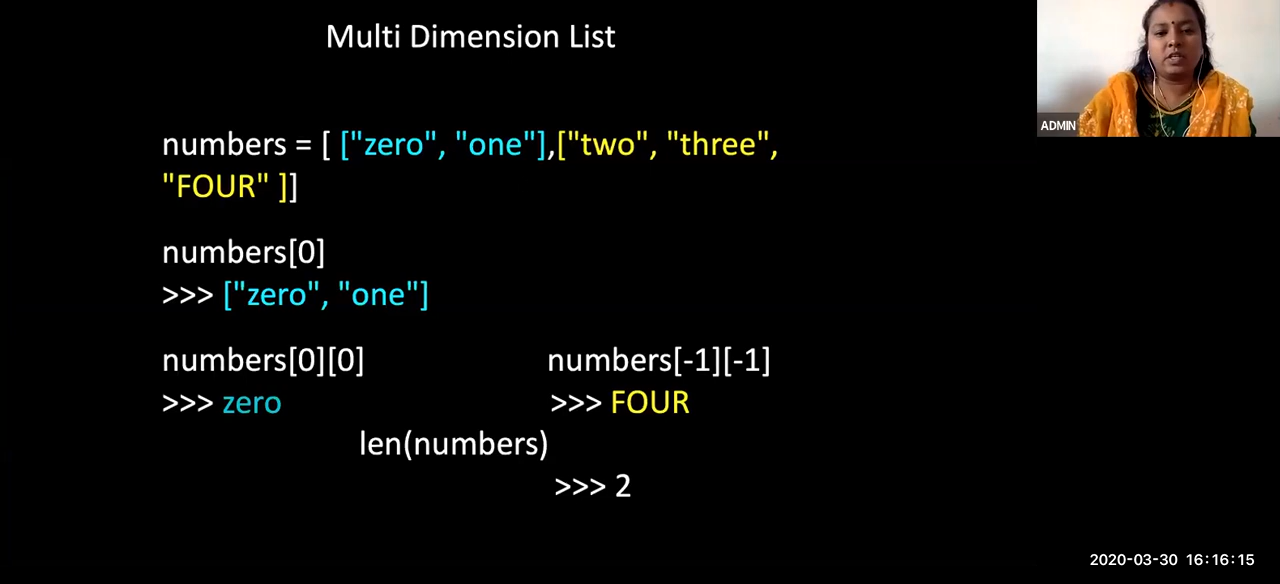 Multi Dimension List
ADMIN
numbers = [ ["zero", "one"],["two", "three",
"FOUR" ]]
numbers[0]
>>> ["zero", "one"]
numbers[0][0]
>>> zero
numbers[-1][-1]
>>> FOUR
len(numbers)
>>> 2
2020-03-30 16:16:15